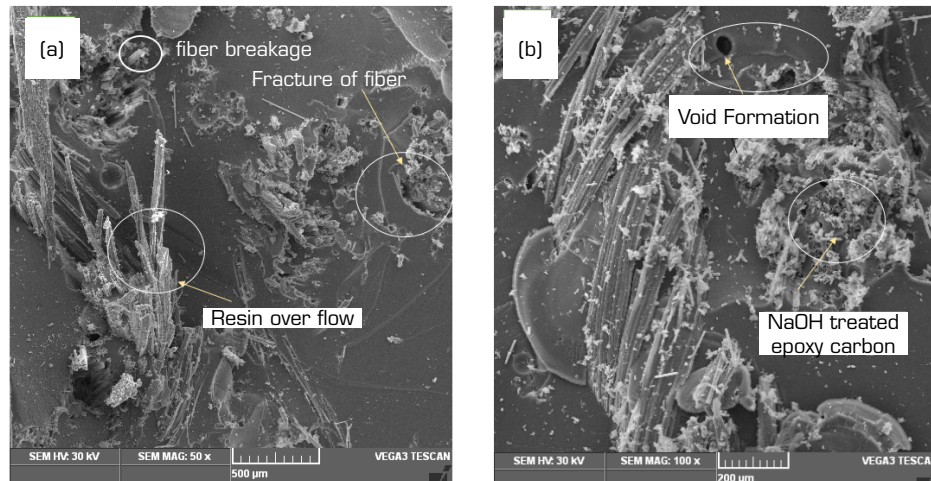 (a)
fiber breakage
Fracture of fiber
Resin over flow
SEM HV: 30 kV
SEM MAG: 50 x
VEGA3 TESCAN
500 µm
(b)
Void Formation
NaOH treated
epoxy carbon
SEM HV: 30 kV
SEM MAG: 100 x
VEGA3 TESCAN
200 µm